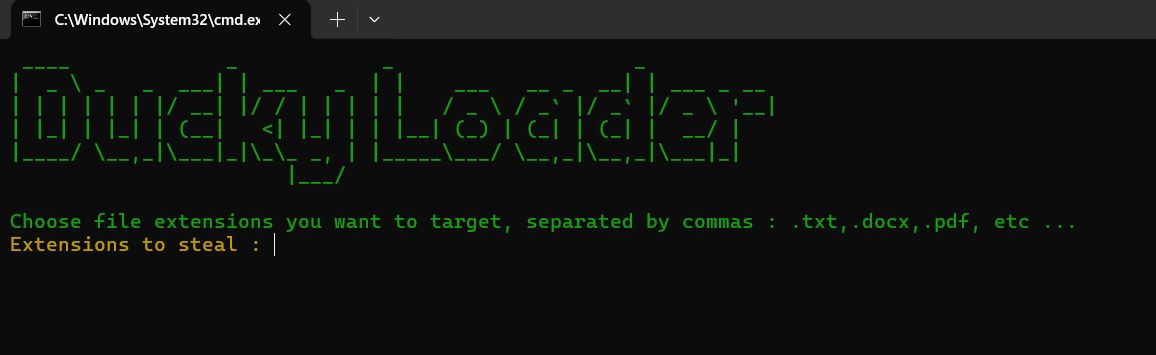 C:\Windows\System32\cmd.ex
DuckyLoader
Choose file extensions you want to target, separated by commas : .txt,.docx,.pdf, etc ...
Extensions to steal :